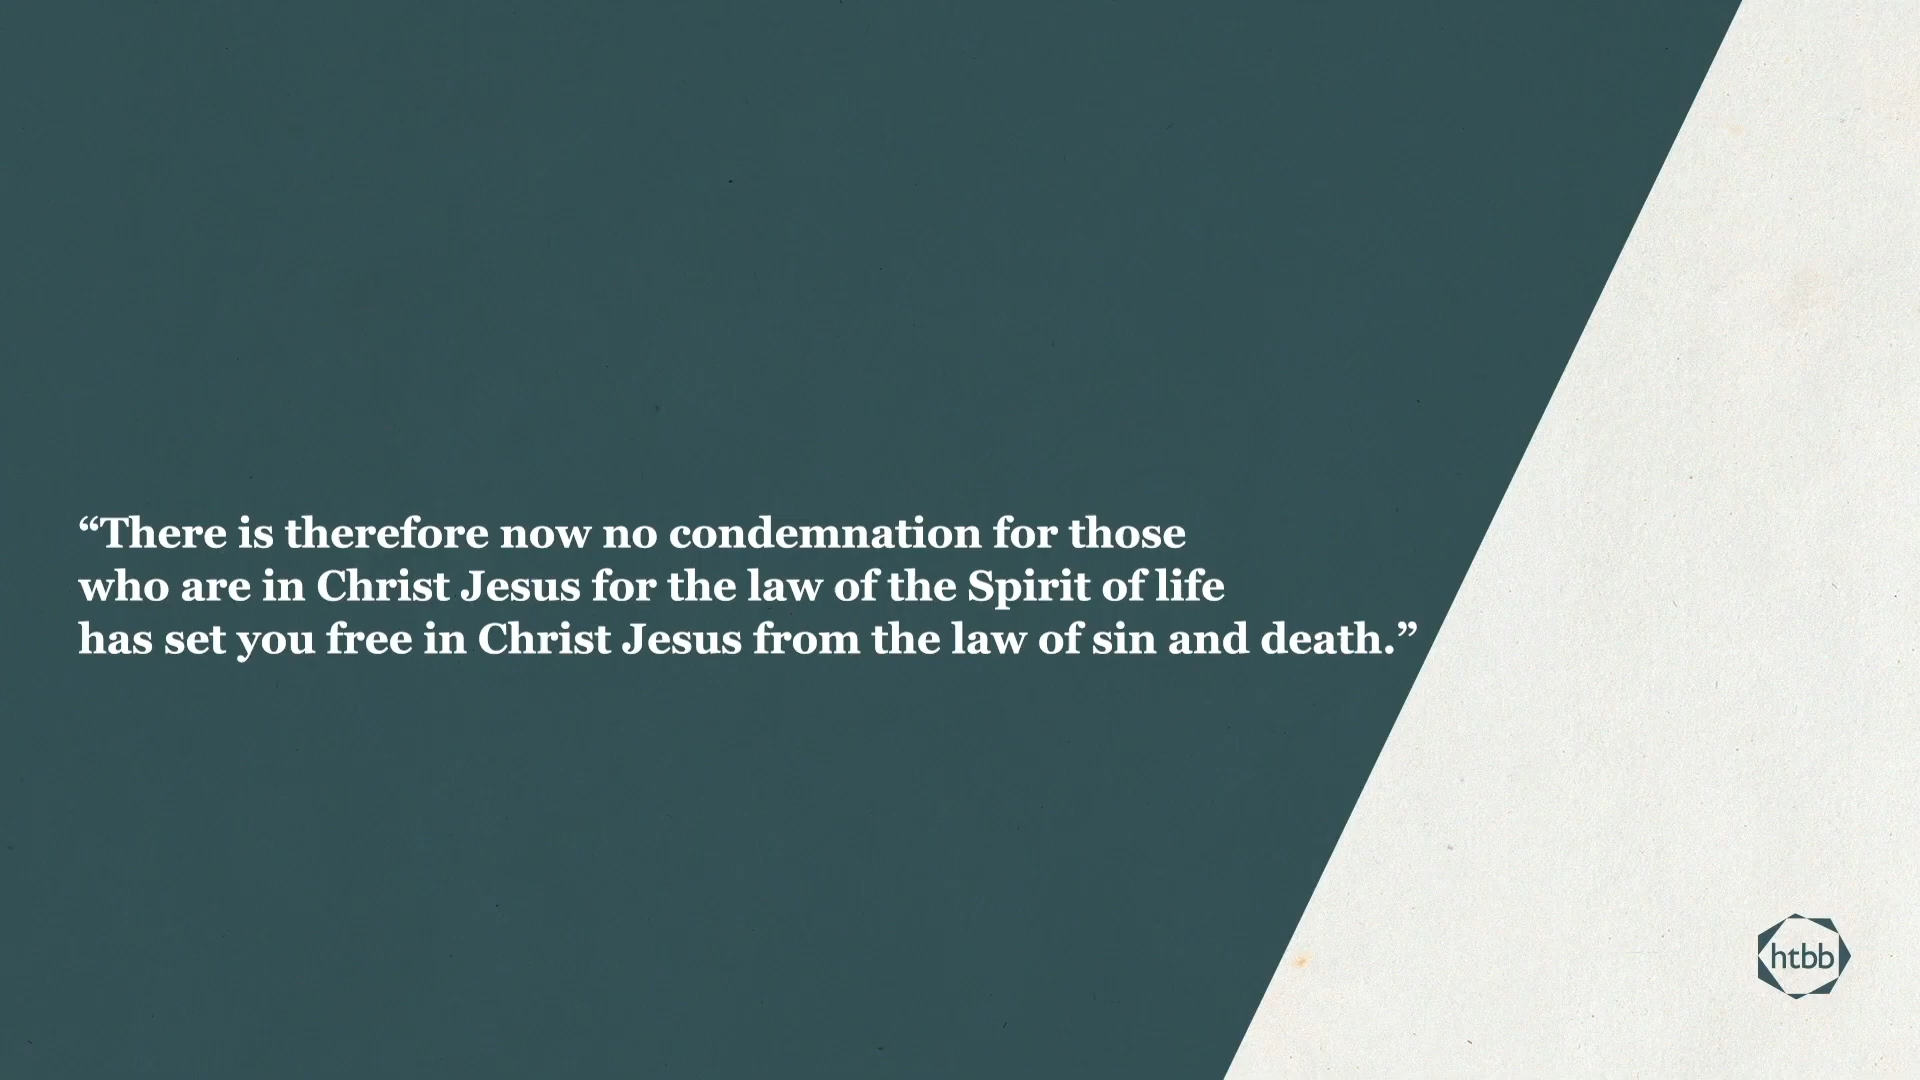 “There is therefore now no condemnation for those
who are in Christ Jesus for the law of the Spirit of life
has set you free in Christ Jesus from the law of sin and death.”
htbb